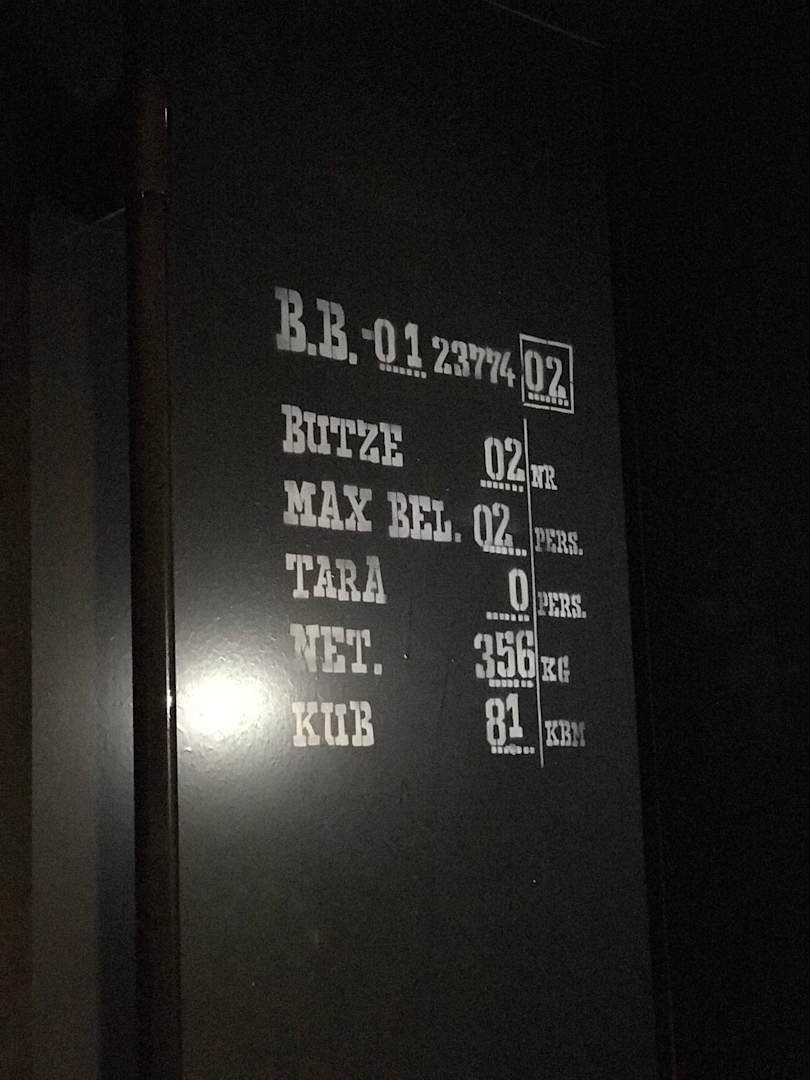 B.B.-01 23774 02
BUTZE 02 NR
MAX BEL. 02 PERS.
TARA 0 PERS.
NET. 356 KG
KUB 81 KBM